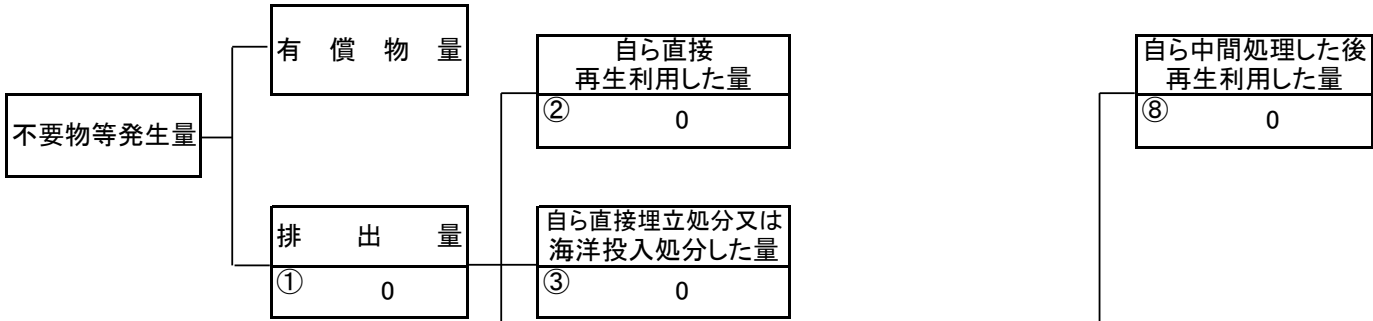 不要物等発生量
有償物量
排出量
① 0
自ら直接
再生利用した量
② 0
自ら直接埋立処分又は
海洋投入処分した量
③ 0
自ら中間処理した後
再生利用した量
⑧ 0